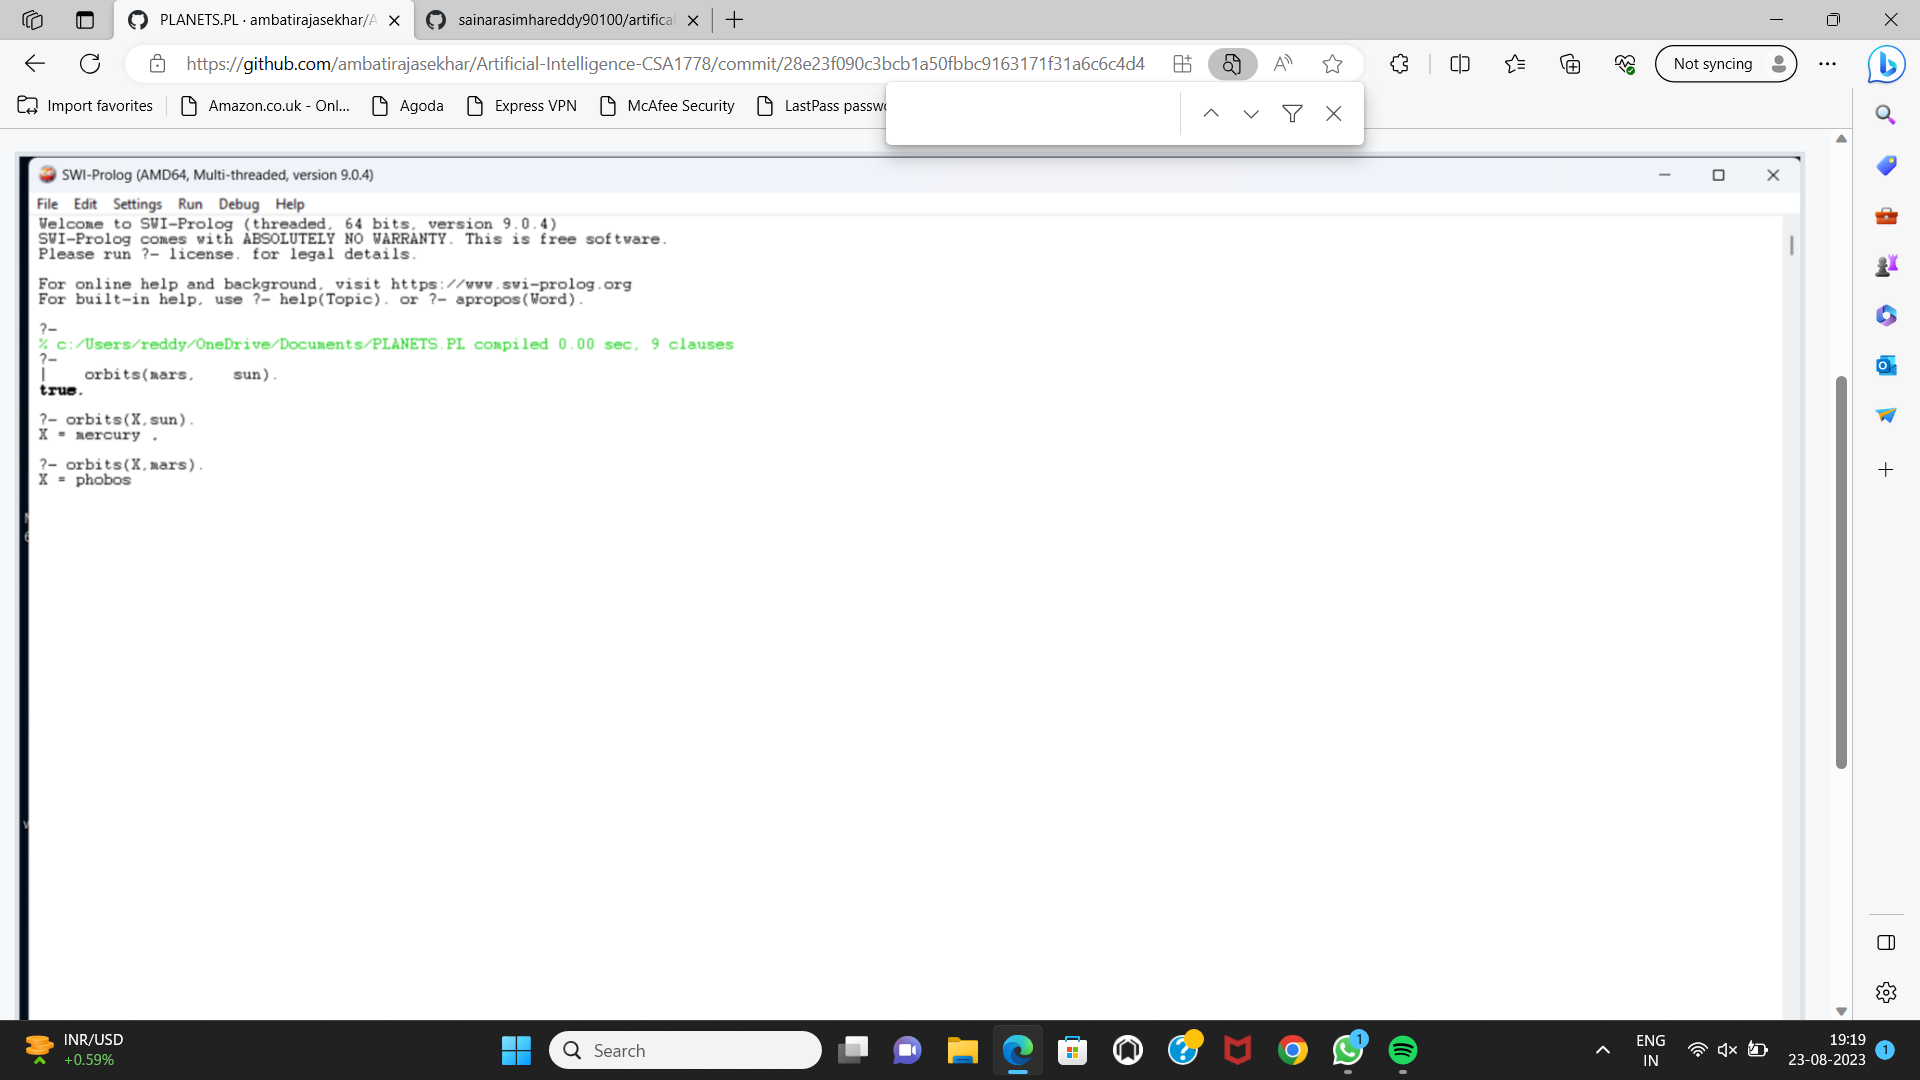 PLANETS.PL · ambatirajasekhar/A
sainarasimhareddy90100/artifical
https://github.com/ambatirajasekhar/Artificial-Intelligence-CSA1778/commit/28e23f090c3bcb1a50fbbc9163171f31a6c6c4d4
Not syncing
Import favorites
Amazon.co.uk - Onl...
Agoda
Express VPN
McAfee Security
LastPass passwo
SWI-Prolog (AMD64, Multi-threaded, version 9.0.4)
File Edit Settings Run Debug Help
Welcome to SWI-Prolog (threaded, 64 bits, version 9.0.4)
SWI-Prolog comes with ABSOLUTELY NO WARRANTY. This is free software.
Please run ?- license. for legal details.
For online help and background, visit https://www.swi-prolog.org
For built-in help, use ?- help(Topic). or ?- apropos(Word).
?-
% c:/Users/reddy/OneDrive/Documents/PLANETS.PL compiled 0.00 sec, 9 clauses
?-
| orbits(mars, sun).
true.
?- orbits(X,sun).
X = mercury .
?- orbits(X,mars).
X = phobos
INR/USD
+0.59%
Search
1
ENG
IN
19:19
23-08-2023
1